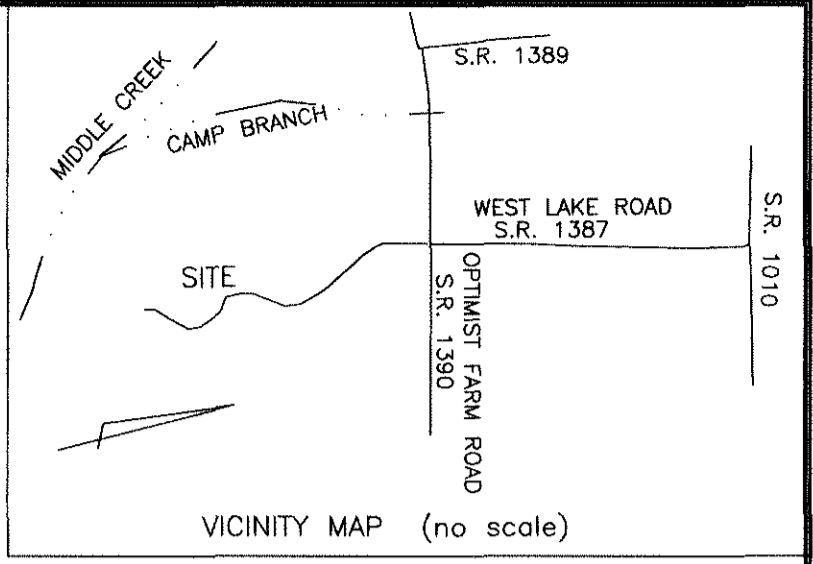 S.R. 1389
MIDDLE CREEK
CAMP BRANCH
WEST LAKE ROAD
S.R. 1387
S.R. 1010
SITE
OPTIMIST FARM ROAD
S.R. 1390
VICINITY MAP (no scale)